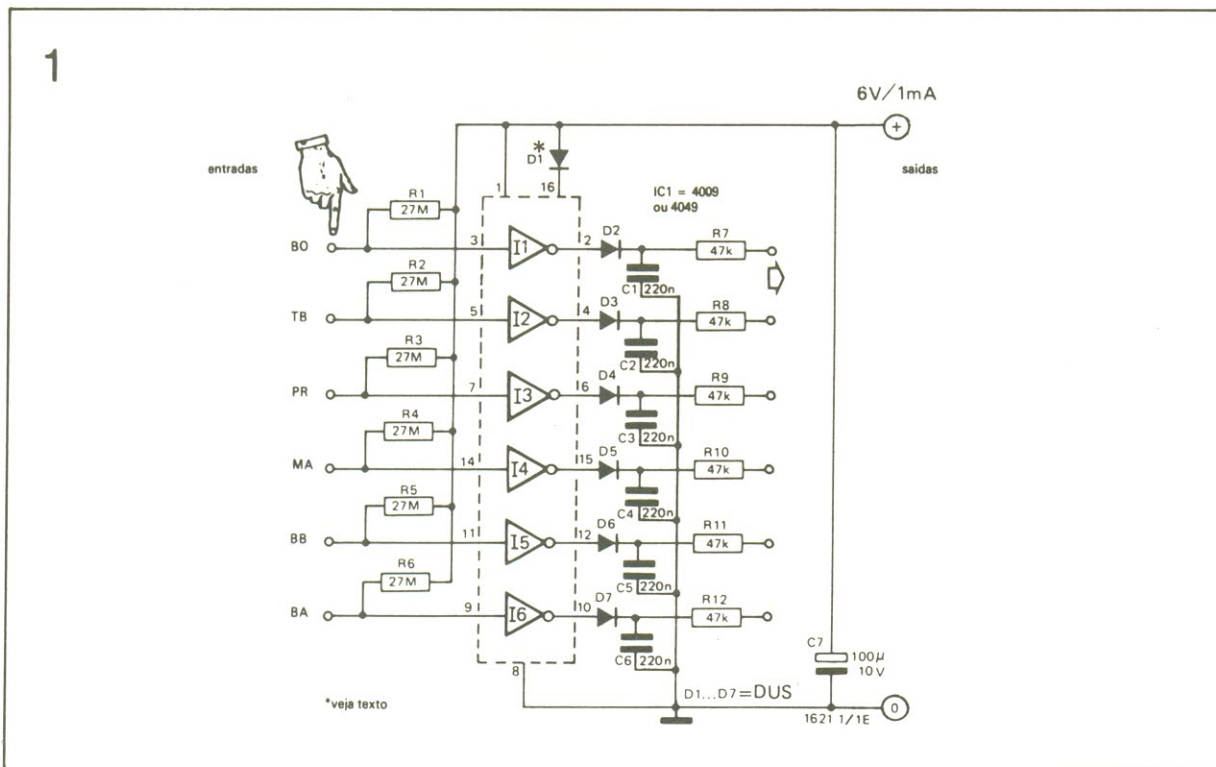 1
6V/1mA
entradas
saidas
*
D1
1
16
IC1 = 4009
ou 4049
R1
27M
BO
3
I1
2
D2
C1
220n
R7
47k
R2
27M
TB
5
I2
4
D3
C2
220n
R8
47k
R3
27M
PR
7
I3
6
D4
C3
220n
R9
47k
R4
27M
MA
14
I4
15
D5
C4
220n
R10
47k
R5
27M
BB
11
I5
12
D6
C5
220n
R11
47k
R6
27M
BA
9
I6
10
D7
C6
220n
R12
47k
8
C7
100µ
10V
*veja texto
D1...D7=DUS
1621 1/1E
+
0